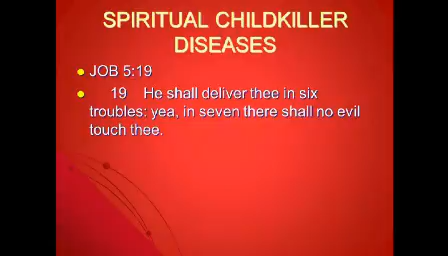 SPIRITUAL CHILDKILLER
DISEASES
JOB 5:19
19 He shall deliver thee in six
troubles: yea, in seven there shall no evil
touch thee.